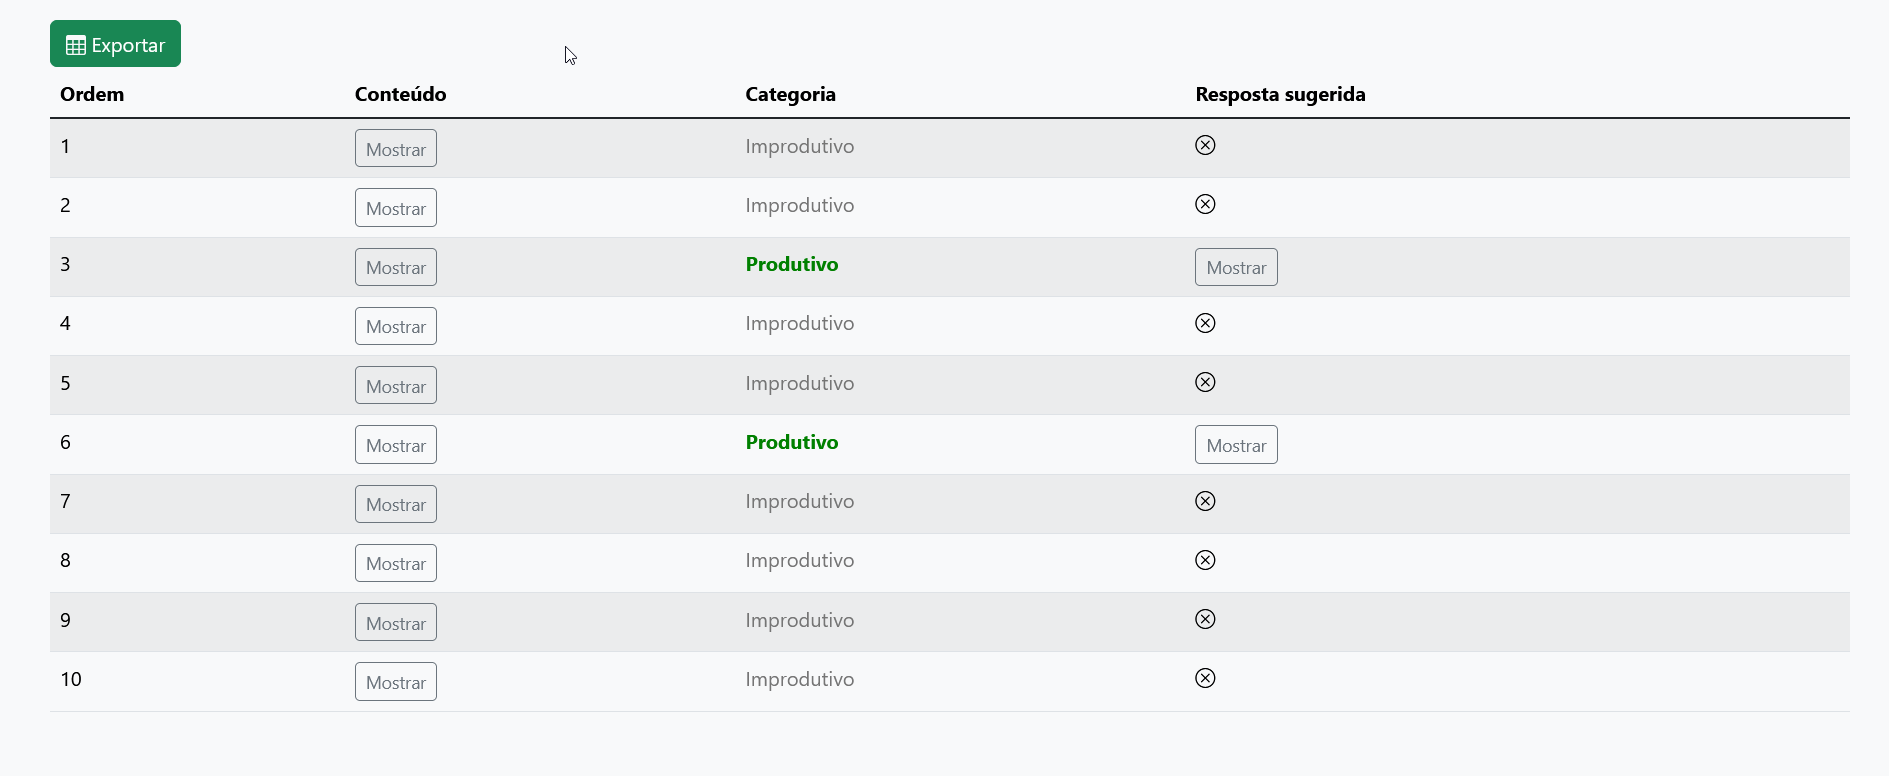 Exportar
Ordem Conteúdo Categoria Resposta sugerida
1 Mostrar Improdutivo
2 Mostrar Improdutivo
3 Mostrar Produtivo Mostrar
4 Mostrar Improdutivo
5 Mostrar Improdutivo
6 Mostrar Produtivo Mostrar
7 Mostrar Improdutivo
8 Mostrar Improdutivo
9 Mostrar Improdutivo
10 Mostrar Improdutivo